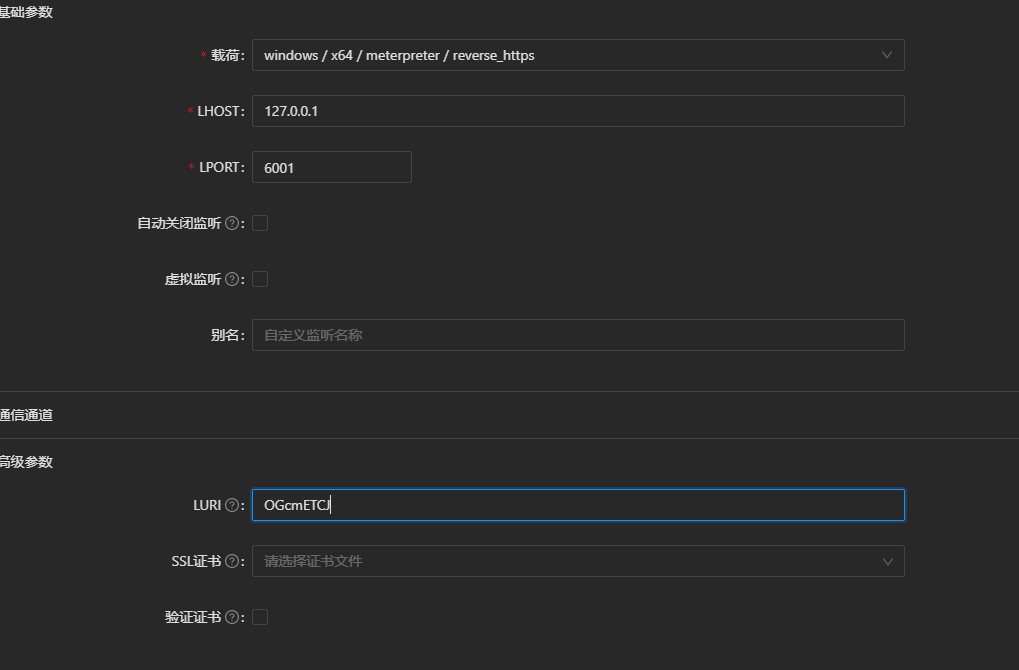 基础参数
* 载荷: windows / x64 / meterpreter / reverse_https
* LHOST: 127.0.0.1
* LPORT: 6001
自动关闭监听 ? :
虚拟监听 ? :
别名: 自定义监听名称
通信通道
高级参数
LURI ? : OGcmETCJ
SSL证书 ? : 请选择证书文件
验证证书 ? :